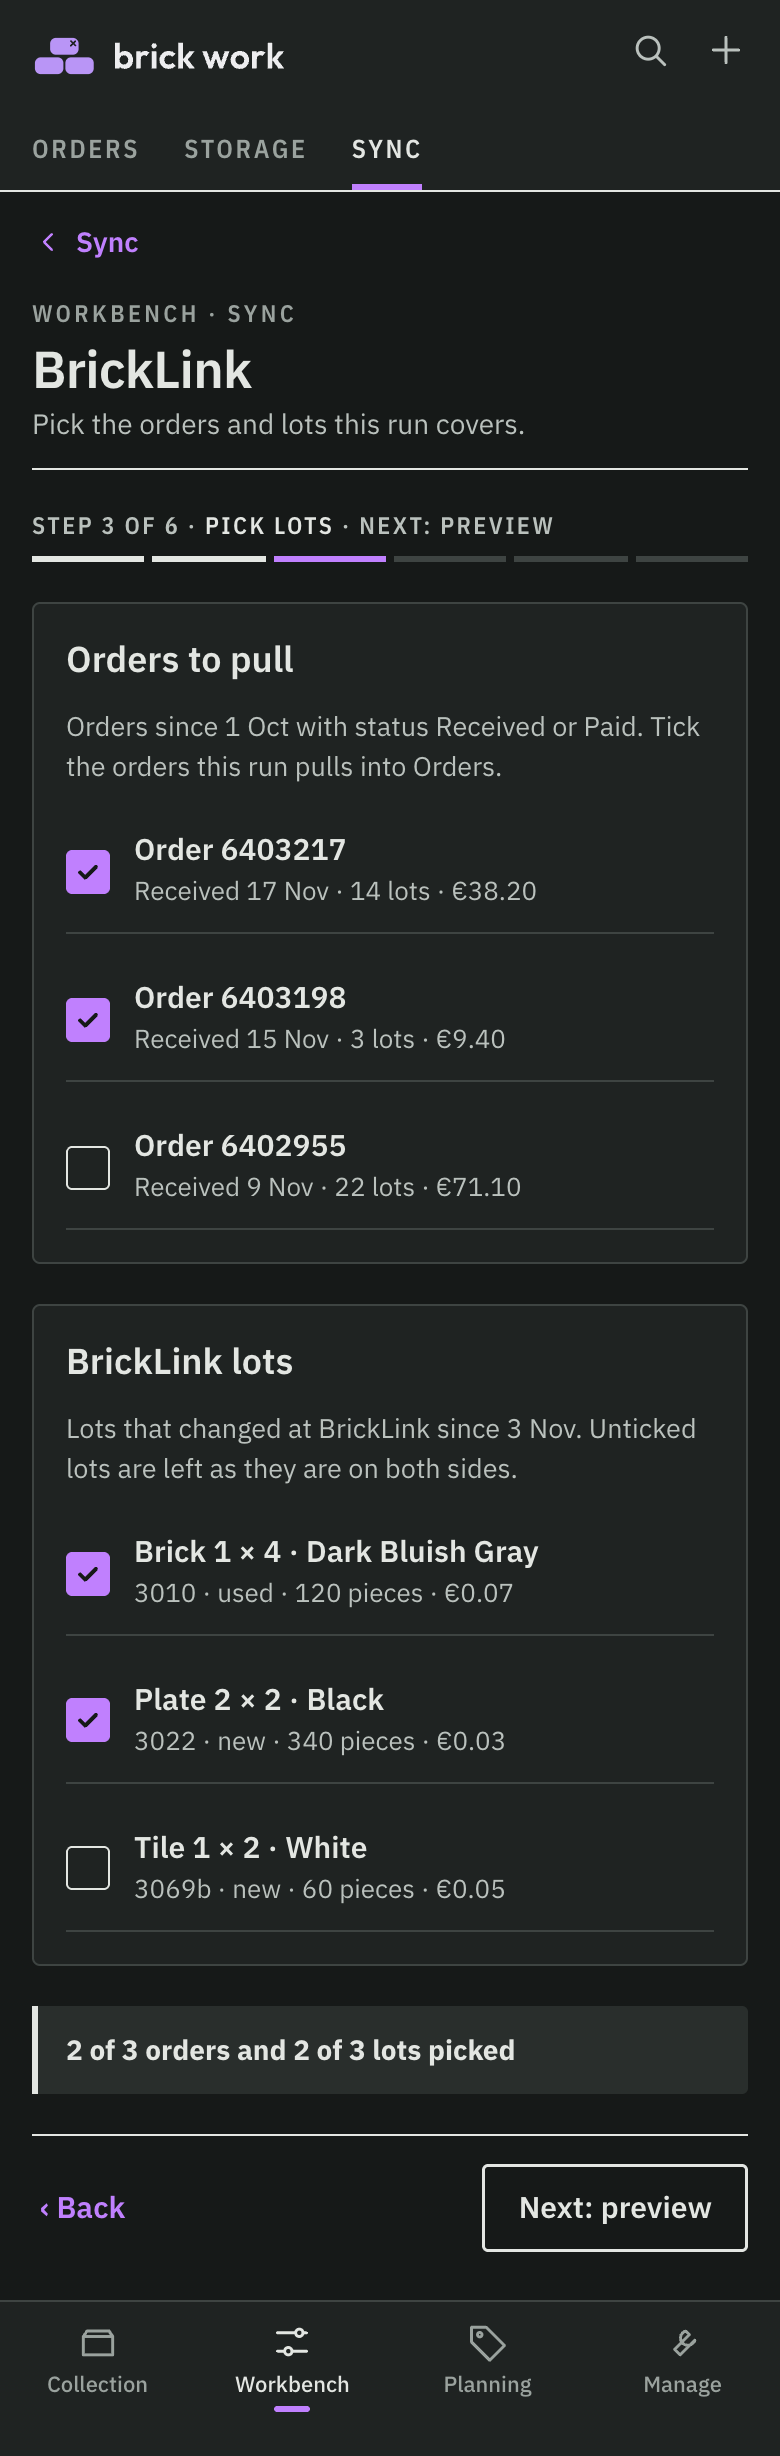 brick work
ORDERS STORAGE SYNC
‹ Sync
WORKBENCH · SYNC
BrickLink
Pick the orders and lots this run covers.
STEP 3 OF 6 · PICK LOTS · NEXT: PREVIEW
Orders to pull
Orders since 1 Oct with status Received or Paid. Tick
the orders this run pulls into Orders.
Order 6403217
Received 17 Nov · 14 lots · €38.20
Order 6403198
Received 15 Nov · 3 lots · €9.40
Order 6402955
Received 9 Nov · 22 lots · €71.10
BrickLink lots
Lots that changed at BrickLink since 3 Nov. Unticked
lots are left as they are on both sides.
Brick 1 × 4 · Dark Bluish Gray
3010 · used · 120 pieces · €0.07
Plate 2 × 2 · Black
3022 · new · 340 pieces · €0.03
Tile 1 × 2 · White
3069b · new · 60 pieces · €0.05
2 of 3 orders and 2 of 3 lots picked
‹ Back
Next: preview
Collection Workbench Planning Manage